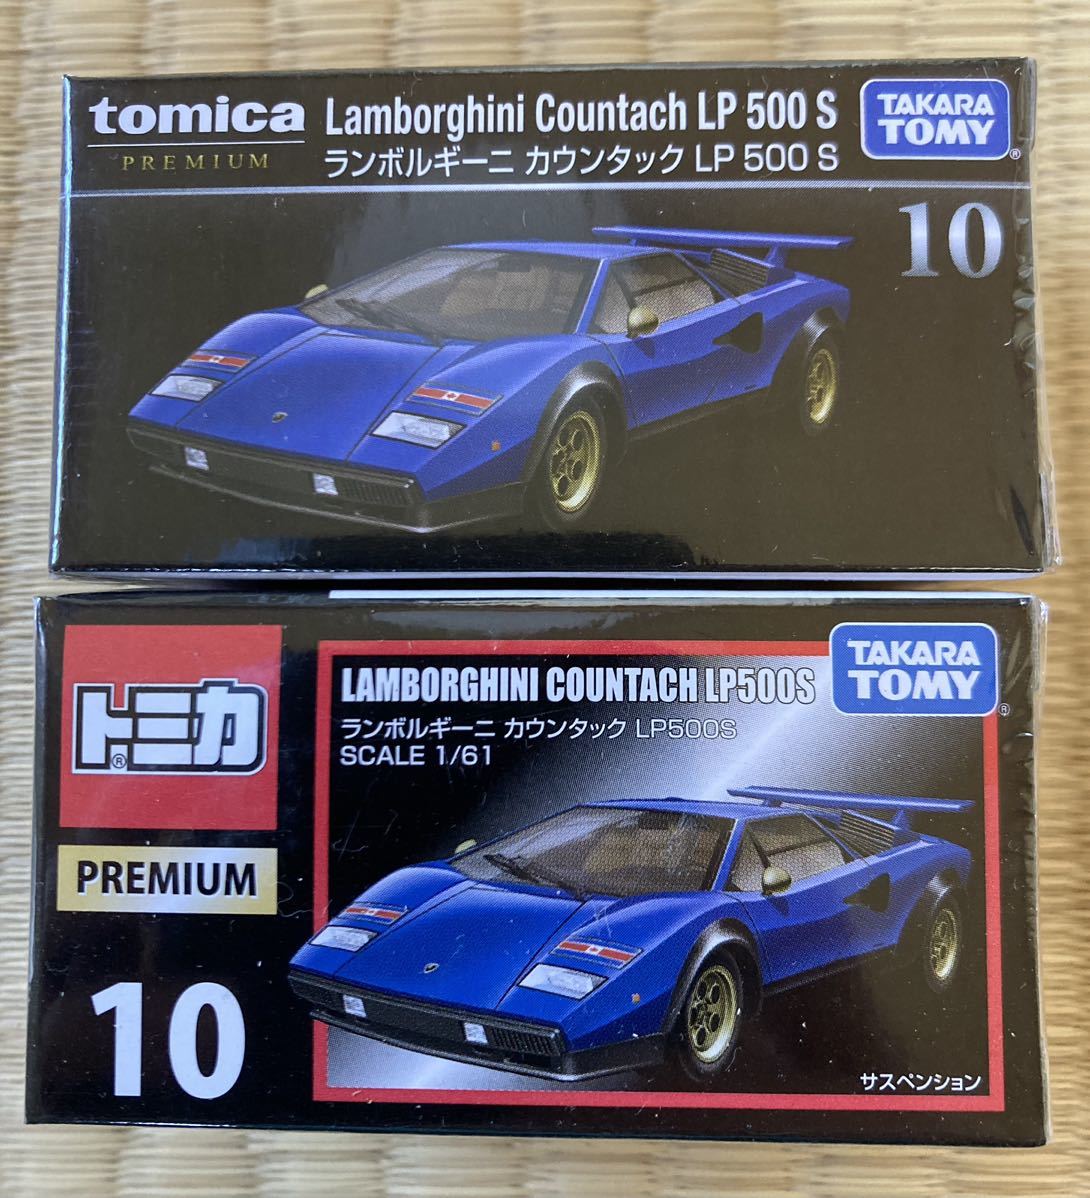 tomica
PREMIUM
Lamborghini Countach LP 500 S
ランボルギーニ カウンタック LP 500 S
TAKARA
TOMY
®
10
トミカ
®
PREMIUM
10
LAMBORGHINI COUNTACH LP500S
ランボルギーニ カウンタック LP500S
SCALE 1/61
TAKARA
TOMY
®
サスペンション